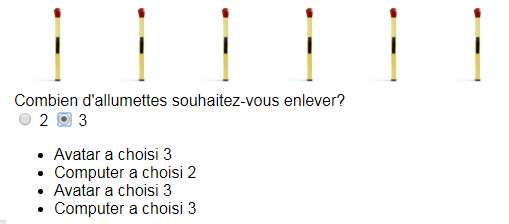 Combien d'allumettes souhaitez-vous enlever?
2 3
Avatar a choisi 3
Computer a choisi 2
Avatar a choisi 3
Computer a choisi 3